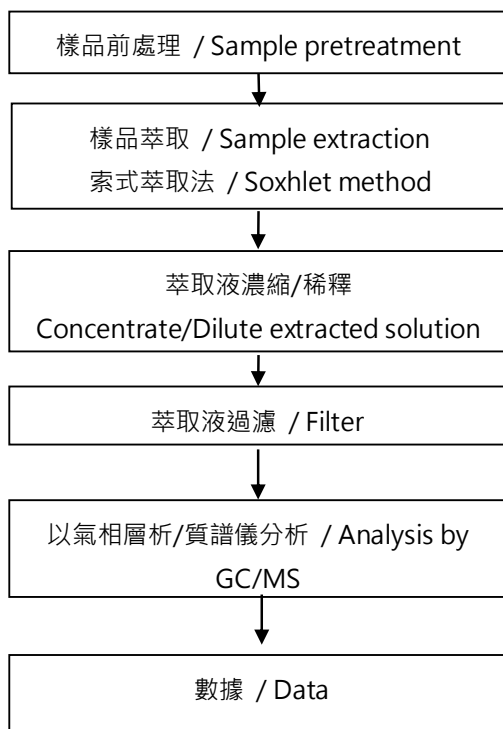 樣品前處理 / Sample pretreatment
樣品萃取 / Sample extraction
索式萃取法 / Soxhlet method
萃取液濃縮/稀釋
Concentrate/Dilute extracted solution
萃取液過濾 / Filter
以氣相層析/質譜儀分析 / Analysis by
GC/MS
數據 / Data